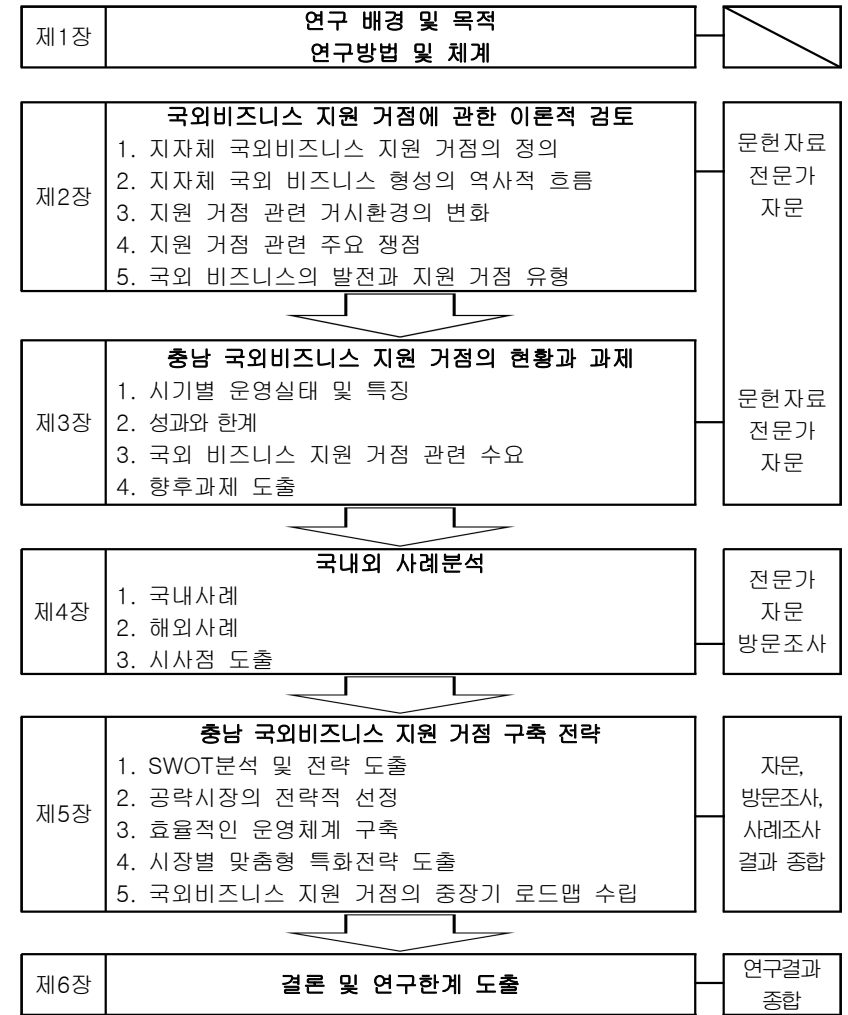 제1장
연구 배경 및 목적
연구방법 및 체계
제2장
국외비즈니스 지원 거점에 관한 이론적 검토
1. 지자체 국외비즈니스 지원 거점의 정의
2. 지자체 국외 비즈니스 형성의 역사적 흐름
3. 지원 거점 관련 거시환경의 변화
4. 지원 거점 관련 주요 쟁점
5. 국외 비즈니스의 발전과 지원 거점 유형
문헌자료
전문가
자문
제3장
충남 국외비즈니스 지원 거점의 현황과 과제
1. 시기별 운영실태 및 특징
2. 성과와 한계
3. 국외 비즈니스 지원 거점 관련 수요
4. 향후과제 도출
문헌자료
전문가
자문
제4장
국내외 사례분석
1. 국내사례
2. 해외사례
3. 시사점 도출
전문가
자문
방문조사
제5장
충남 국외비즈니스 지원 거점 구축 전략
1. SWOT분석 및 전략 도출
2. 공략시장의 전략적 선정
3. 효율적인 운영체계 구축
4. 시장별 맞춤형 특화전략 도출
5. 국외비즈니스 지원 거점의 중장기 로드맵 수립
자문,
방문조사,
사례조사
결과 종합
제6장
결론 및 연구한계 도출
연구결과
종합